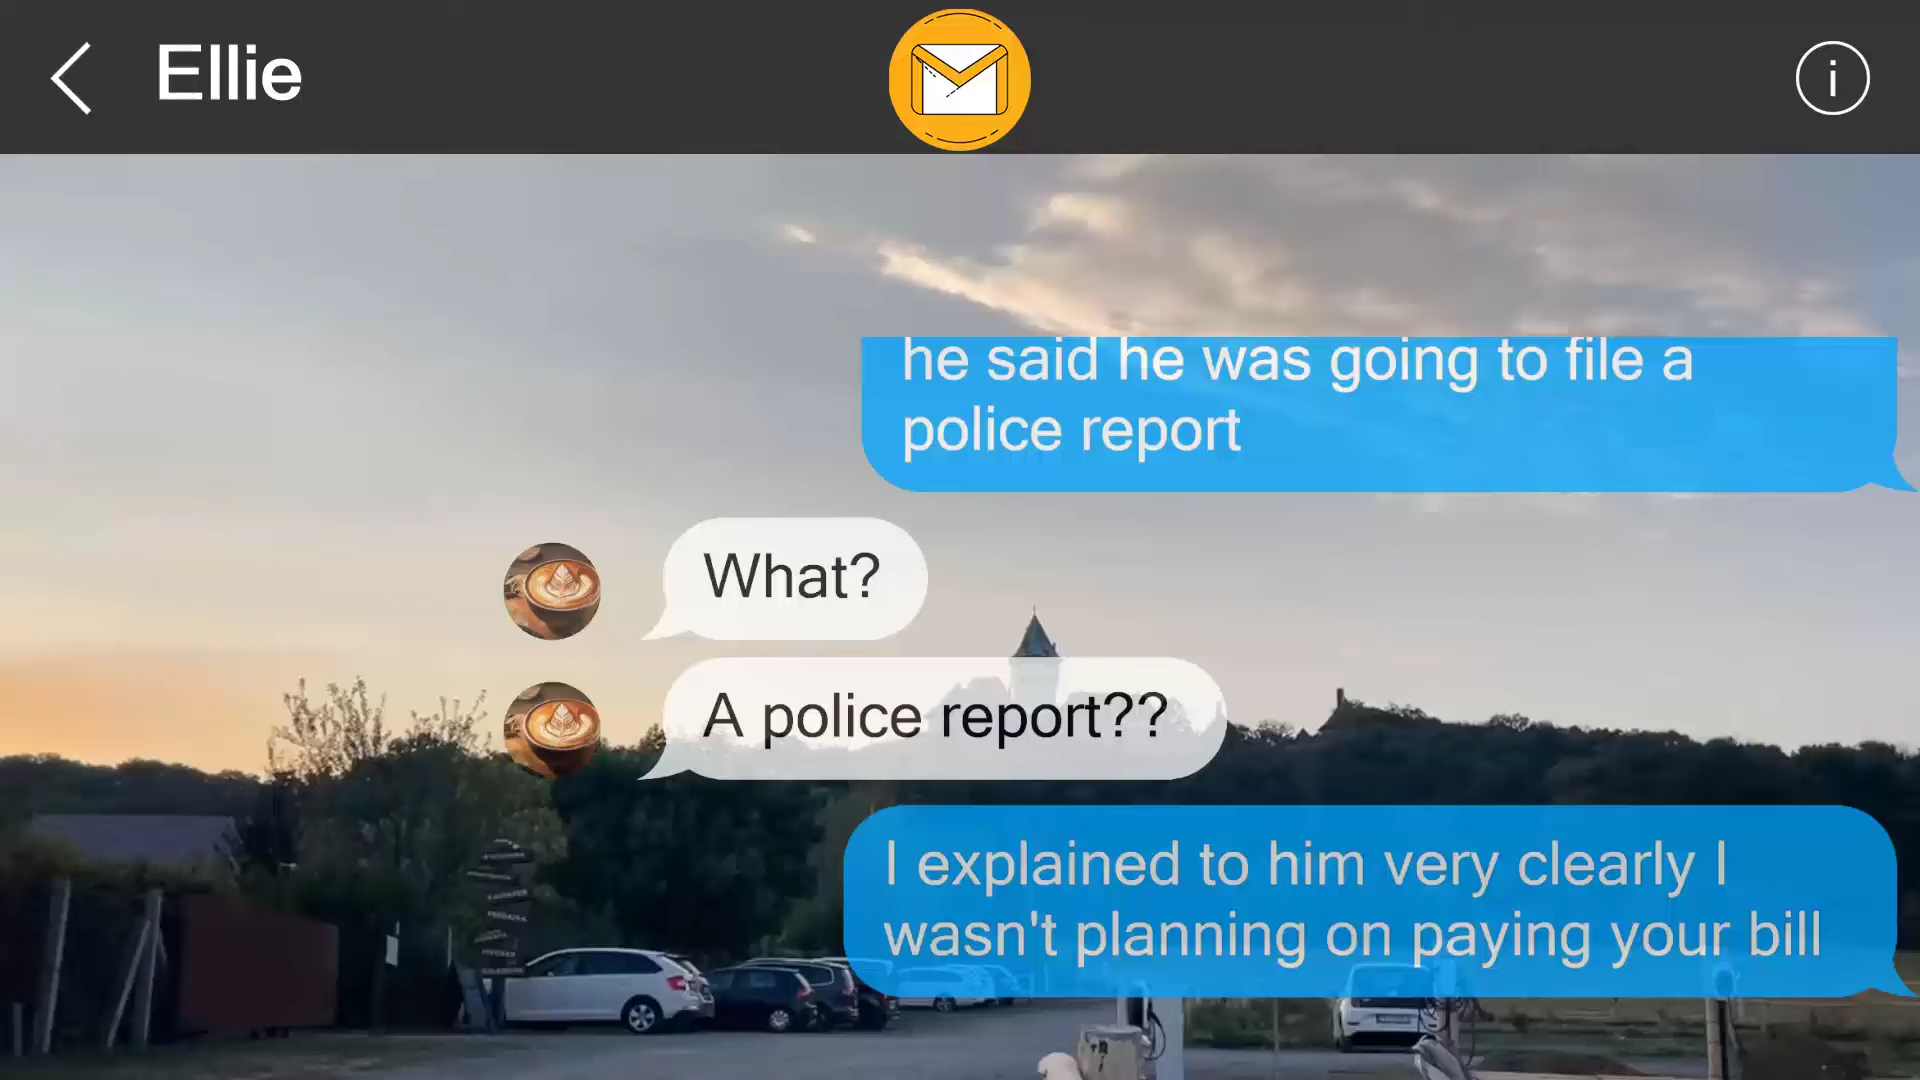 Ellie
he said he was going to file a
police report
What?
A police report??
I explained to him very clearly I
wasn't planning on paying your bill